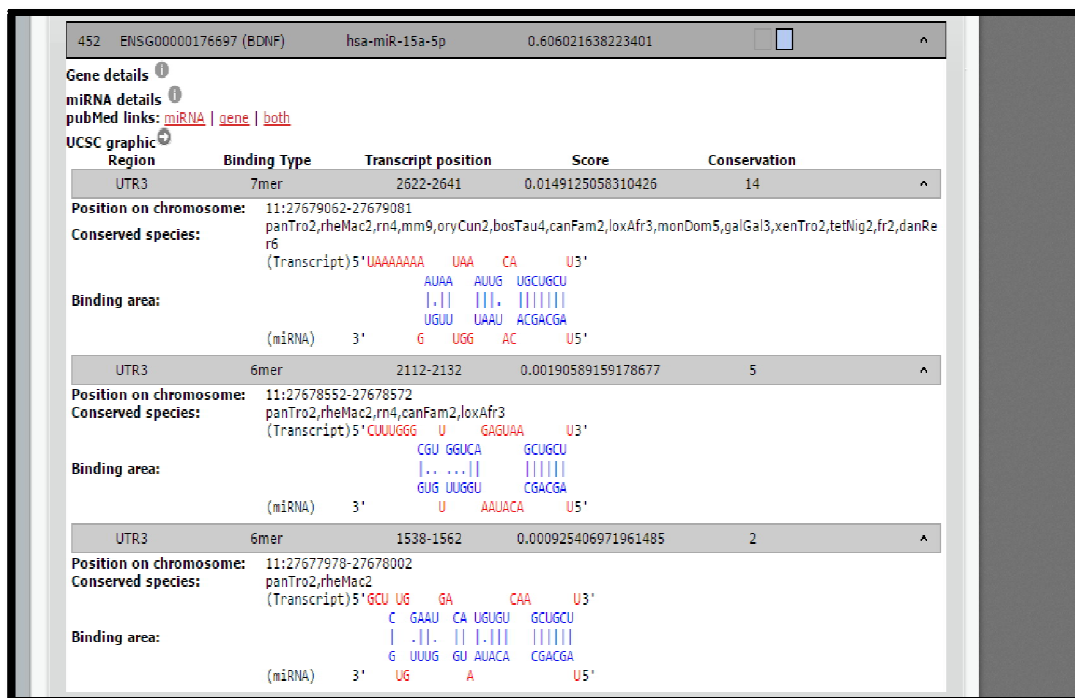 452 ENSG00000176697 (BDNF) hsa-miR-15a-5p 0.606021638223401 ^
Gene details i
miRNA details i
pubMed links: miRNA | gene | both
UCSC graphic
Region Binding Type Transcript position Score Conservation
UTR3 7mer 2622-2641 0.0149125058310426 14 ^
Position on chromosome: 11:27679062-27679081
Conserved species: panTro2,rheMac2,rn4,mm9,oryCun2,bosTau4,canFam2,loxAfr3,monDom5,galGal3,xenTro2,tetNig2,fr2,danRe
r6
(Transcript)5'UAAAAAAA UAA CA U3'
AUAA AUUG UGCUGCU
Binding area: |.|| |||. |||||||
UGUU UAAU ACGACGA
(miRNA) 3' G UGG AC U5'
UTR3 6mer 2112-2132 0.00190589159178677 5 ^
Position on chromosome: 11:27678552-27678572
Conserved species: panTro2,rheMac2,rn4,canFam2,loxAfr3
(Transcript)5'CUUUGGG U GAGUAA U3'
CGU GGUCA GCUGCU
Binding area: |.. ...|| ||||||
GUG UUGGU CGACGA
(miRNA) 3' U AAUACA U5'
UTR3 6mer 1538-1562 0.000925406971961485 2 ^
Position on chromosome: 11:27677978-27678002
Conserved species: panTro2,rheMac2
(Transcript)5'GCU UG GA CAA U3'
C GAAU CA UGUGU GCUGCU
Binding area: | .||. || |.||| ||||||
G UUUG GU AUACA CGACGA
(miRNA) 3' UG A U5'